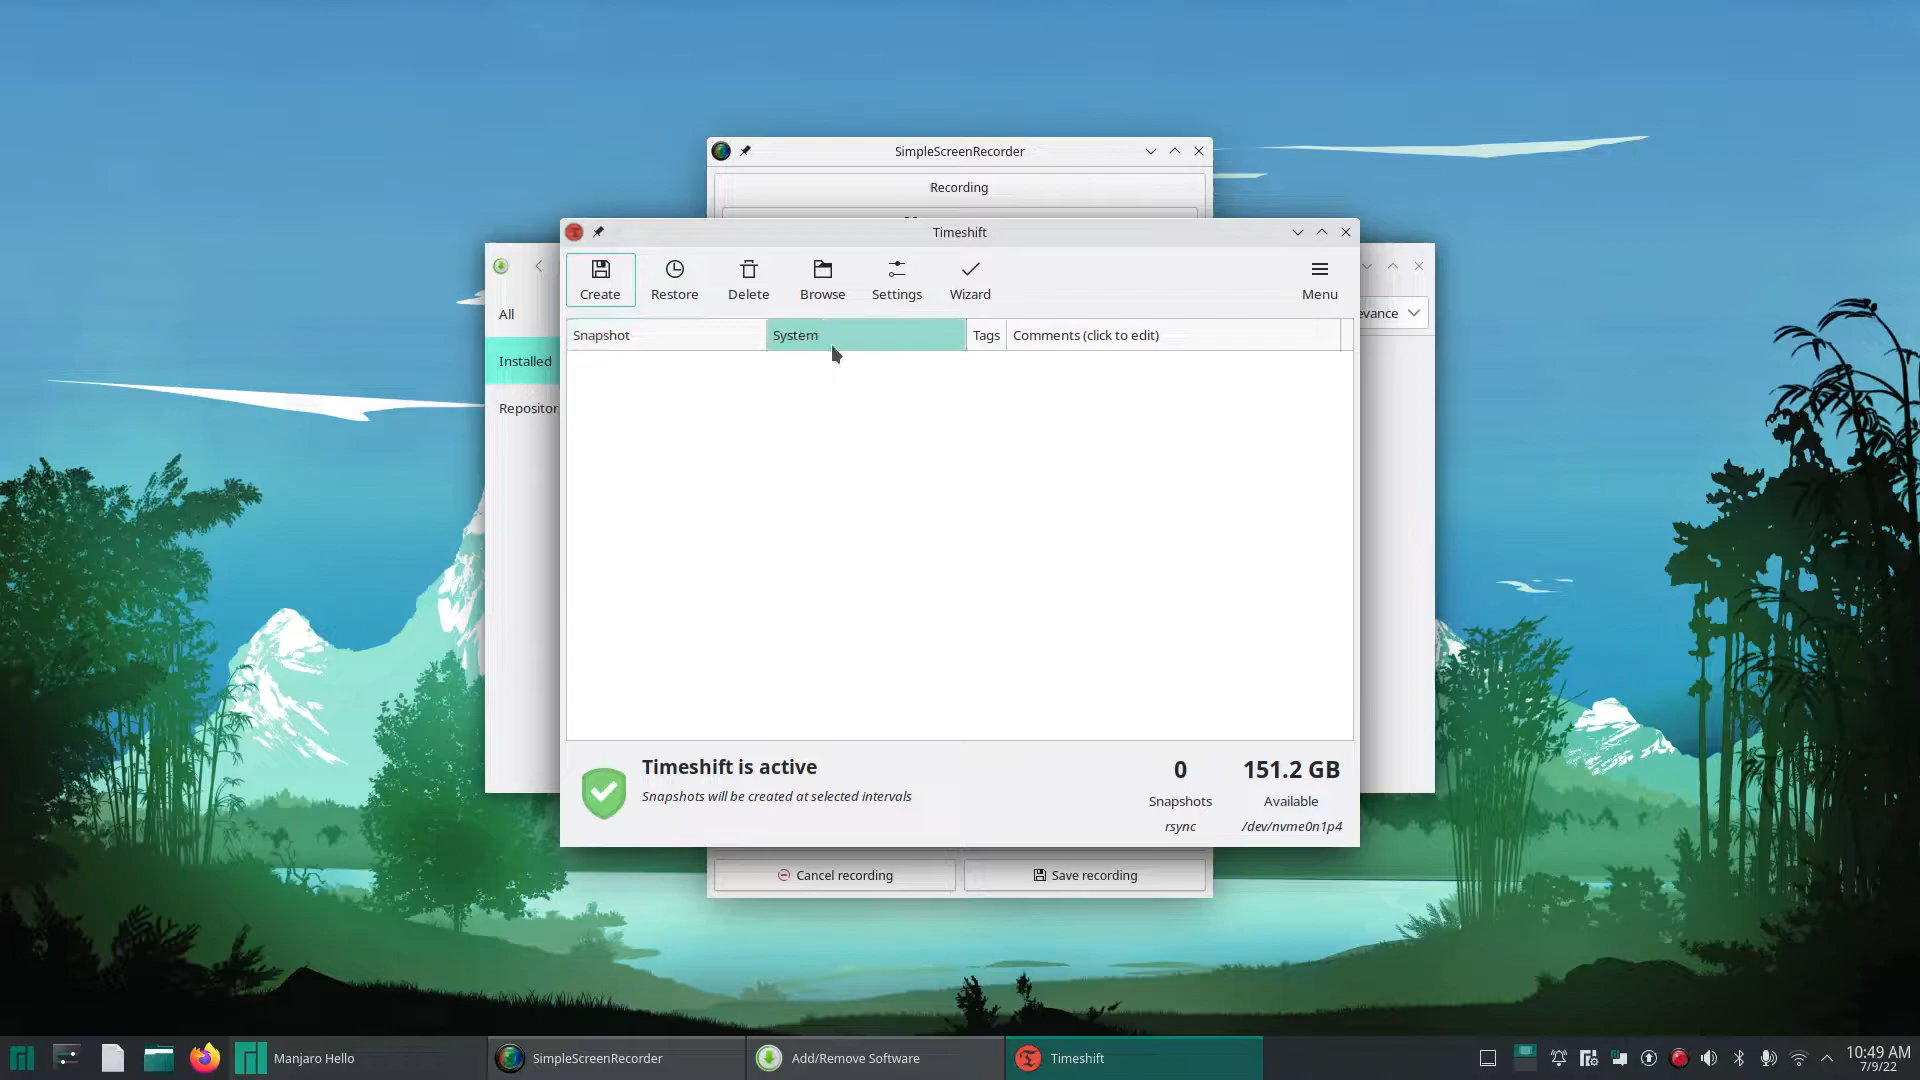 SimpleScreenRecorder
Recording
Timeshift
Create
Restore
Delete
Browse
Settings
Wizard
Menu
All
Installed
Repositor
evance
Snapshot
System
Tags
Comments (click to edit)
Timeshift is active
Snapshots will be created at selected intervals
0
Snapshots
rsync
151.2 GB
Available
/dev/nvme0n1p4
Cancel recording
Save recording
Manjaro Hello
SimpleScreenRecorder
Add/Remove Software
Timeshift
10:49 AM
7/9/22